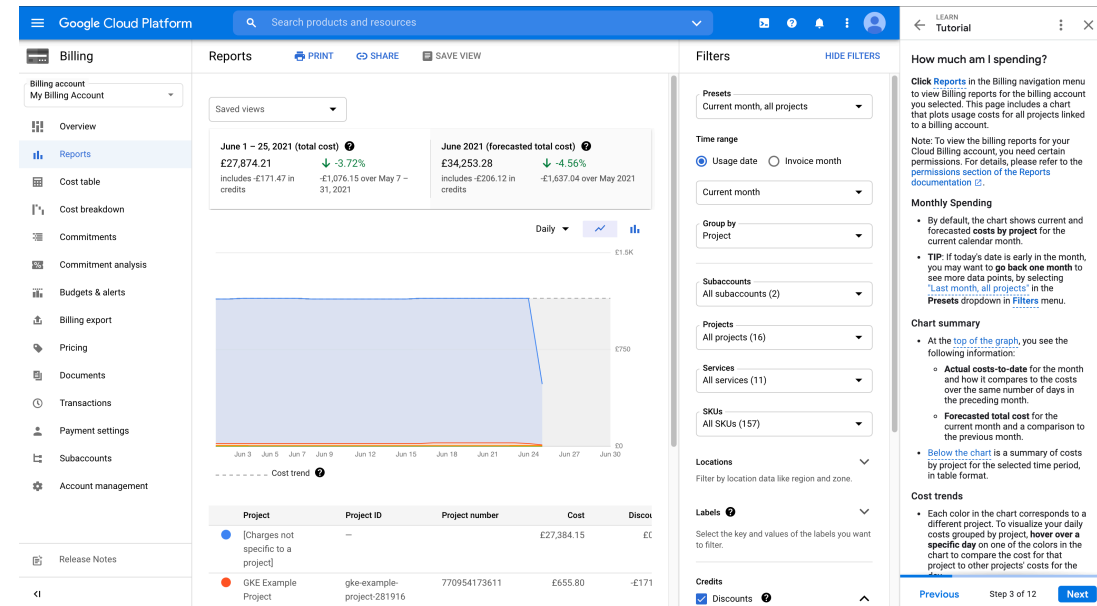 Google Cloud Platform
Search products and resources
Billing
Billing account
My Billing Account
Overview
Reports
Cost table
Cost breakdown
Commitments
Commitment analysis
Budgets & alerts
Billing export
Pricing
Documents
Transactions
Payment settings
Subaccounts
Account management
Release Notes
Reports
PRINT
SHARE
SAVE VIEW
Saved views
June 1 – 25, 2021 (total cost)
£27,874.21
includes -£171.47 in
credits
-3.72%
-£1,076.15 over May 7 –
31, 2021
June 2021 (forecasted total cost)
£34,253.28
includes -£206.12 in
credits
-4.56%
-£1,637.04 over May 2021
Daily
£1.5K
£750
£0
Jun 3 Jun 5 Jun 7 Jun 9 Jun 12 Jun 15 Jun 18 Jun 21 Jun 24 Jun 27 Jun 30
Cost trend
Project Project ID Project number Cost Discou
[Charges not
specific to a
project]
— £27,384.15 £0
GKE Example
Project
gke-example-
project-281916
770954173611 £655.80 -£171
Filters
HIDE FILTERS
Presets
Current month, all projects
Time range
Usage date Invoice month
Current month
Group by
Project
Subaccounts
All subaccounts (2)
Projects
All projects (16)
Services
All services (11)
SKUs
All SKUs (157)
Locations
Filter by location data like region and zone.
Labels
Select the key and values of the labels you want
to filter.
Credits
Discounts
LEARN
Tutorial
How much am I spending?
Click Reports in the Billing navigation menu
to view Billing reports for the billing account
you selected. This page includes a chart
that plots usage costs for all projects linked
to a billing account.
Note: To view the billing reports for your
Cloud Billing account, you need certain
permissions. For details, please refer to the
permissions section of the Reports
documentation.
Monthly Spending
• By default, the chart shows current and
forecasted costs by project for the
current calendar month.
• TIP: If today's date is early in the month,
you may want to go back one month to
see more data points, by selecting
"Last month, all projects" in the
Presets dropdown in Filters menu.
Chart summary
• At the top of the graph, you see the
following information:
Actual costs-to-date for the month
and how it compares to the costs
over the same number of days in
the preceding month.
Forecasted total cost for the
current month and a comparison to
the previous month.
• Below the chart is a summary of costs
by project for the selected time period,
in table format.
Cost trends
• Each color in the chart corresponds to a
different project. To visualize your daily
costs grouped by project, hover over a
specific day on one of the colors in the
chart to compare the cost for that
project to other projects' costs for the
Previous
Step 3 of 12
Next